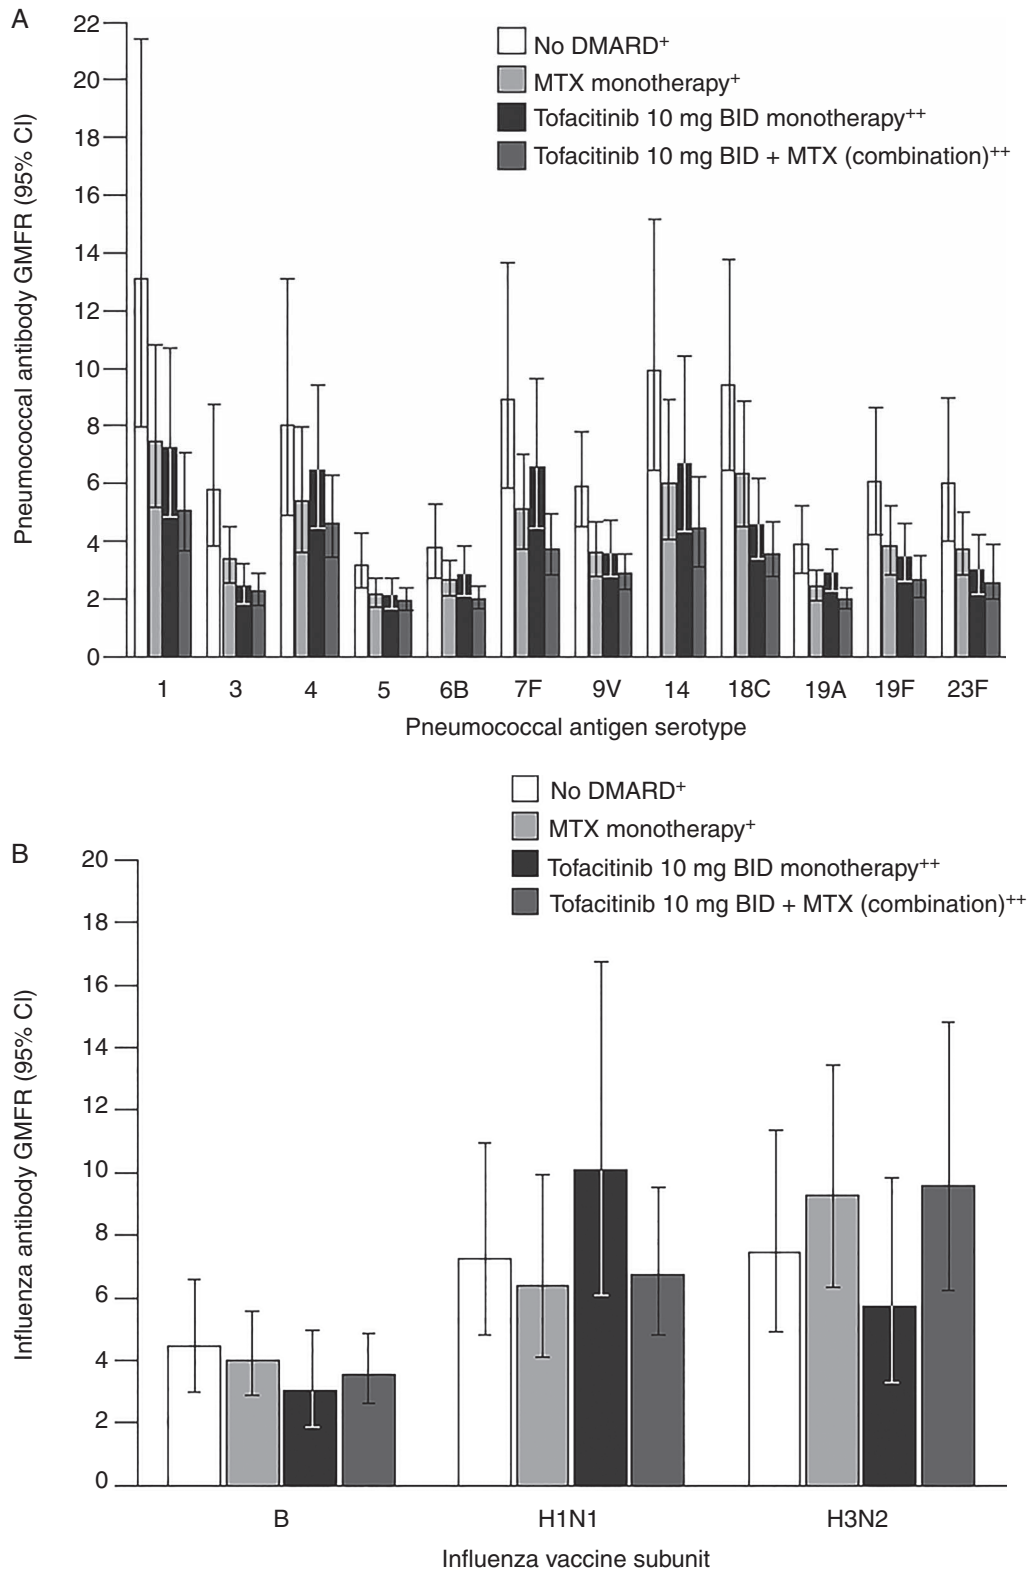 A
22
20
18
16
14
12
10
8
6
4
2
0
Pneumococcal antibody GMFR (95% CI)
No DMARD+
MTX monotherapy+
Tofacitinib 10 mg BID monotherapy++
Tofacitinib 10 mg BID + MTX (combination)++
1 3 4 5 6B 7F 9V 14 18C 19A 19F 23F
Pneumococcal antigen serotype
B
No DMARD+
MTX monotherapy+
Tofacitinib 10 mg BID monotherapy++
Tofacitinib 10 mg BID + MTX (combination)++
20
18
16
14
12
10
8
6
4
2
0
Influenza antibody GMFR (95% CI)
B H1N1 H3N2
Influenza vaccine subunit